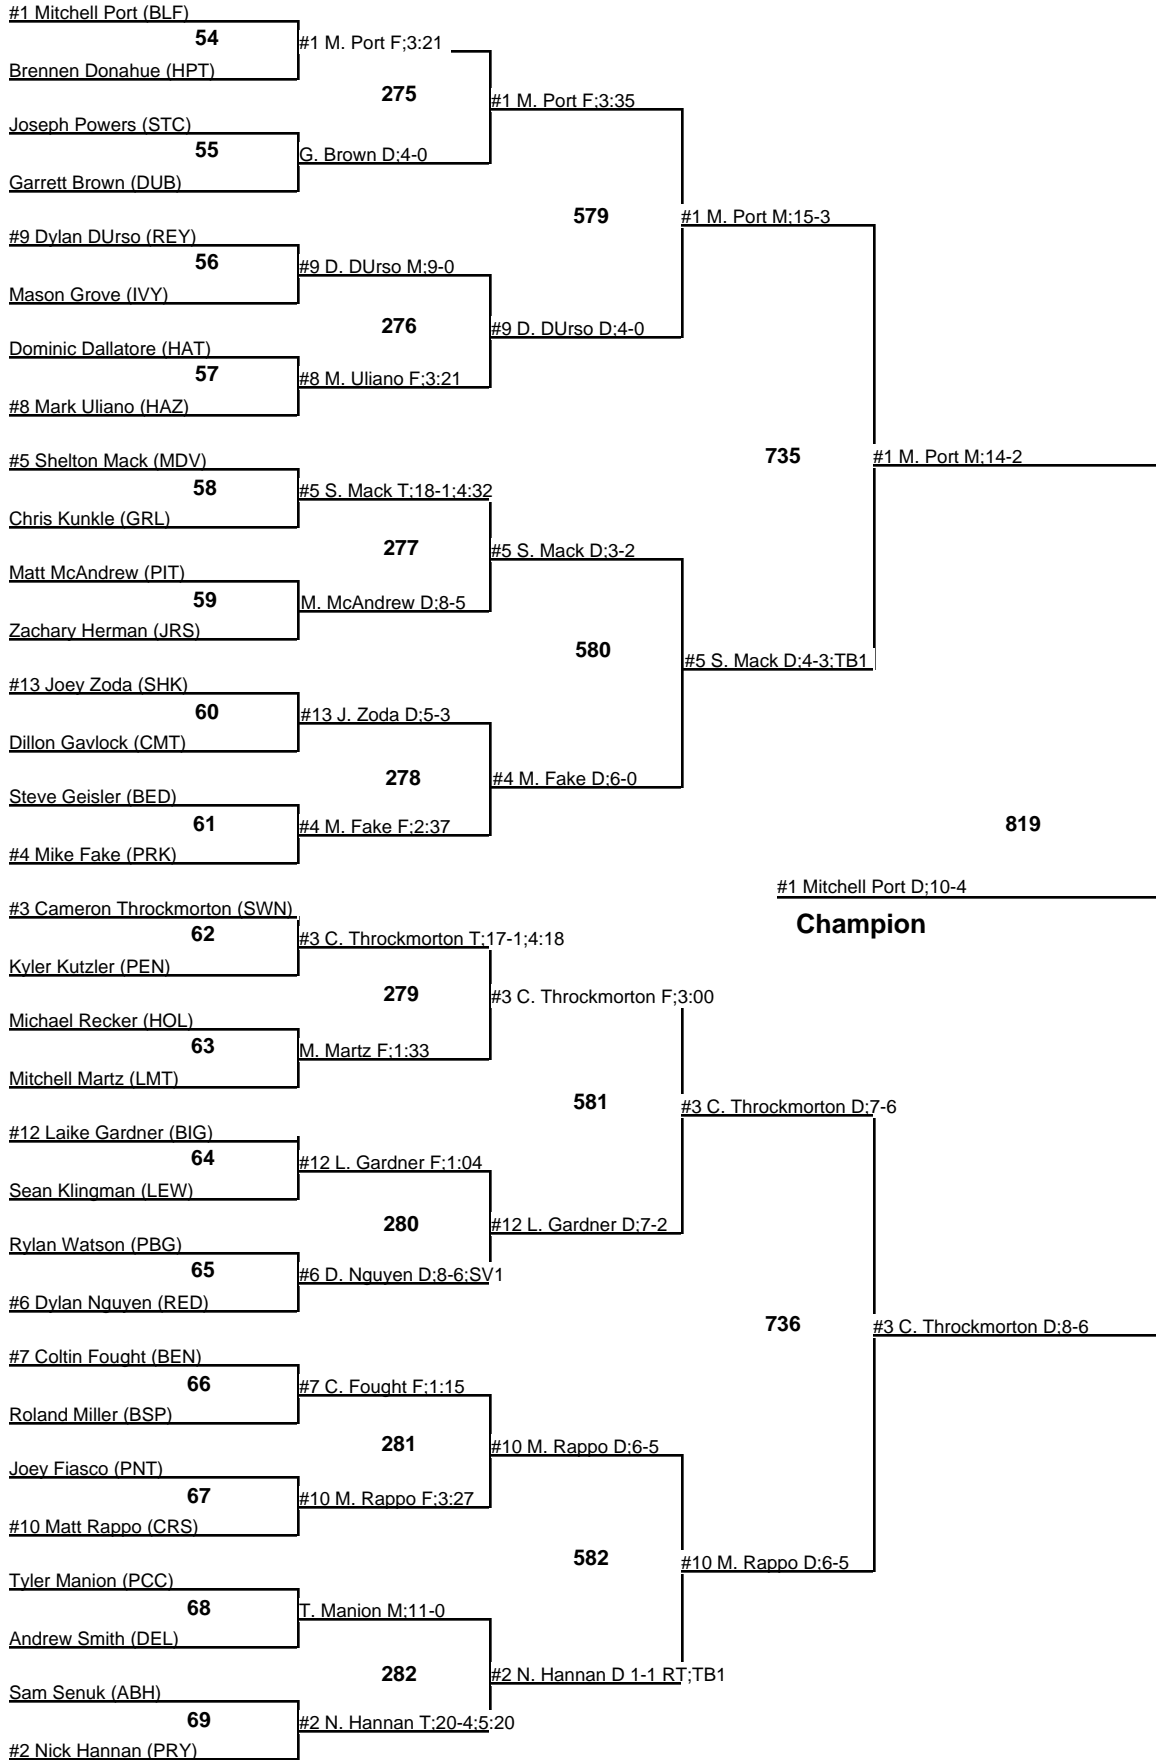 #1 Mitchell Port (BLF)
54
#1 M. Port F;3:21
Brennen Donahue (HPT)
275
#1 M. Port F;3:35
Joseph Powers (STC)
55
G. Brown D;4-0
Garrett Brown (DUB)
579
#1 M. Port M;15-3
#9 Dylan DUrso (REY)
56
#9 D. DUrso M;9-0
Mason Grove (IVY)
276
#9 D. DUrso D;4-0
Dominic Dallatore (HAT)
57
#8 M. Uliano F;3:21
#8 Mark Uliano (HAZ)
735
#1 M. Port M;14-2
#5 Shelton Mack (MDV)
58
#5 S. Mack T;18-1;4:32
Chris Kunkle (GRL)
277
#5 S. Mack D;3-2
Matt McAndrew (PIT)
59
M. McAndrew D;8-5
Zachary Herman (JRS)
580
#5 S. Mack D;4-3;TB1
#13 Joey Zoda (SHK)
60
#13 J. Zoda D;5-3
Dillon Gavlock (CMT)
278
#4 M. Fake D;6-0
Steve Geisler (BED)
61
#4 M. Fake F;2:37
#4 Mike Fake (PRK)
819
#1 Mitchell Port D;10-4
Champion
#3 Cameron Throckmorton (SWN)
62
#3 C. Throckmorton T;17-1;4:18
Kyler Kutzler (PEN)
279
#3 C. Throckmorton F;3:00
Michael Recker (HOL)
63
M. Martz F;1:33
Mitchell Martz (LMT)
581
#3 C. Throckmorton D;7-6
#12 Laike Gardner (BIG)
64
#12 L. Gardner F;1:04
Sean Klingman (LEW)
280
#12 L. Gardner D;7-2
Rylan Watson (PBG)
65
#6 D. Nguyen D;8-6;SV1
#6 Dylan Nguyen (RED)
736
#3 C. Throckmorton D;8-6
#7 Coltin Fought (BEN)
66
#7 C. Fought F;1:15
Roland Miller (BSP)
281
#10 M. Rappo D;6-5
Joey Fiasco (PNT)
67
#10 M. Rappo F;3:27
#10 Matt Rappo (CRS)
582
#10 M. Rappo D;6-5
Tyler Manion (PCC)
68
T. Manion M;11-0
Andrew Smith (DEL)
282
#2 N. Hannan D 1-1 RT;TB1
Sam Senuk (ABH)
69
#2 N. Hannan T;20-4;5:20
#2 Nick Hannan (PRY)